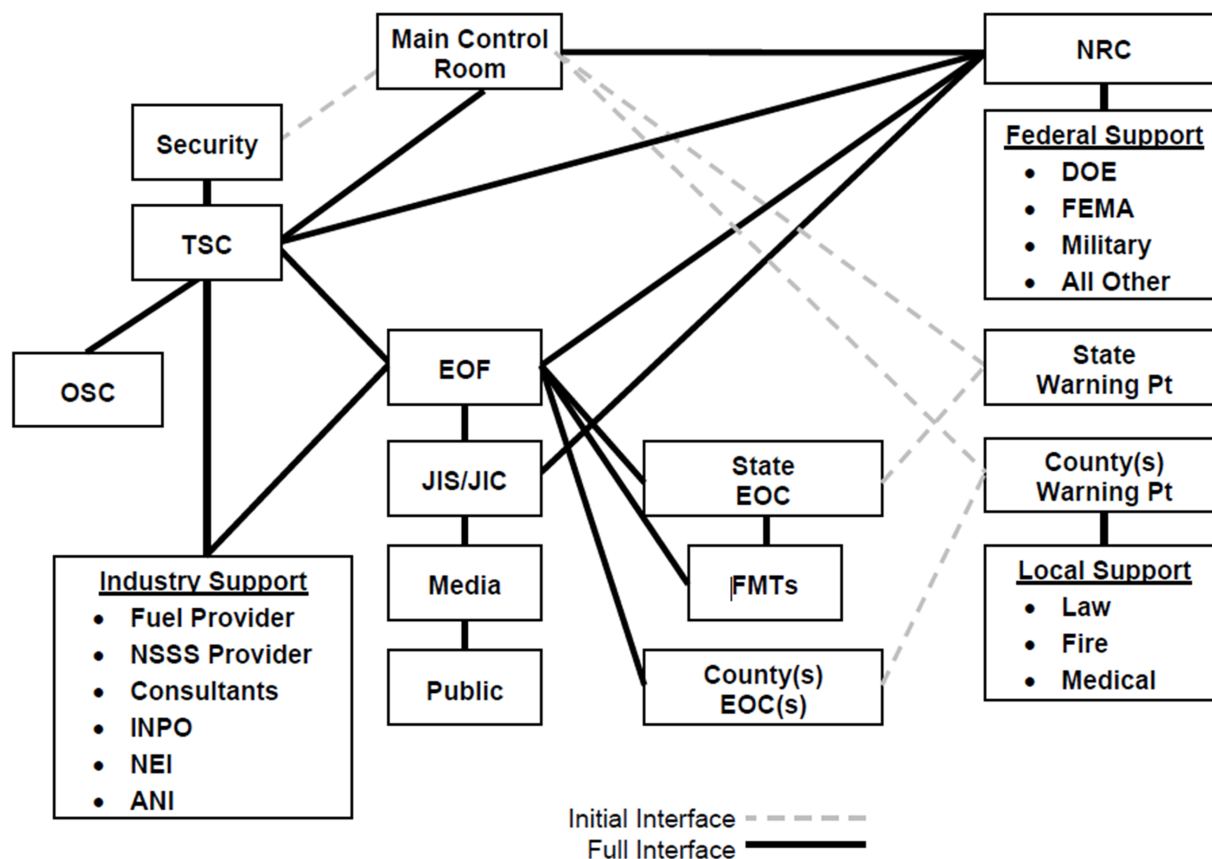 Main Control
Room
NRC
Security
Federal Support
• DOE
• FEMA
• Military
• All Other
TSC
OSC
EOF
State
Warning Pt
JIS/JIC
State
EOC
County(s)
Warning Pt
Industry Support
• Fuel Provider
• NSSS Provider
• Consultants
• INPO
• NEI
• ANI
Media
FMTs
Local Support
• Law
• Fire
• Medical
Public
County(s)
EOC(s)
Initial Interface
Full Interface